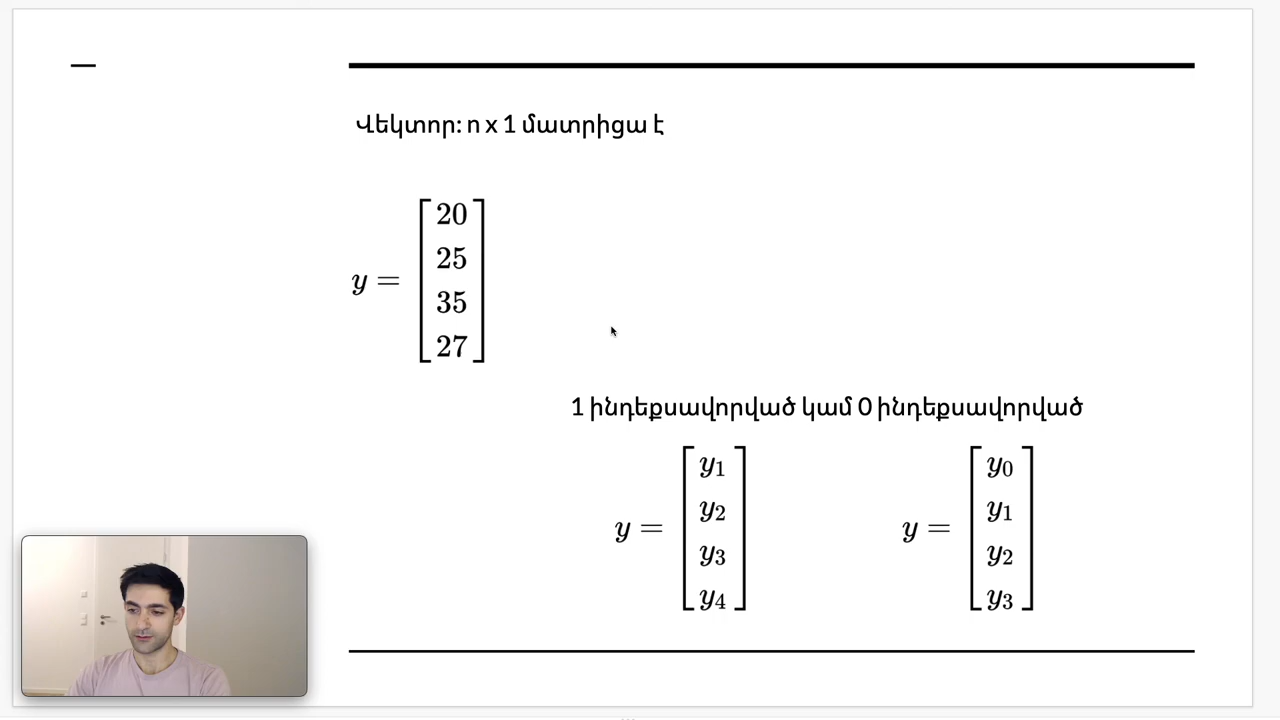 Վեկտոր: n x 1 մատրիցա է
y = [20
25
35
27]
1 ինդեքսավորված կամ 0 ինդեքսավորված
y = [y1
y2
y3
y4]
y = [y0
y1
y2
y3]